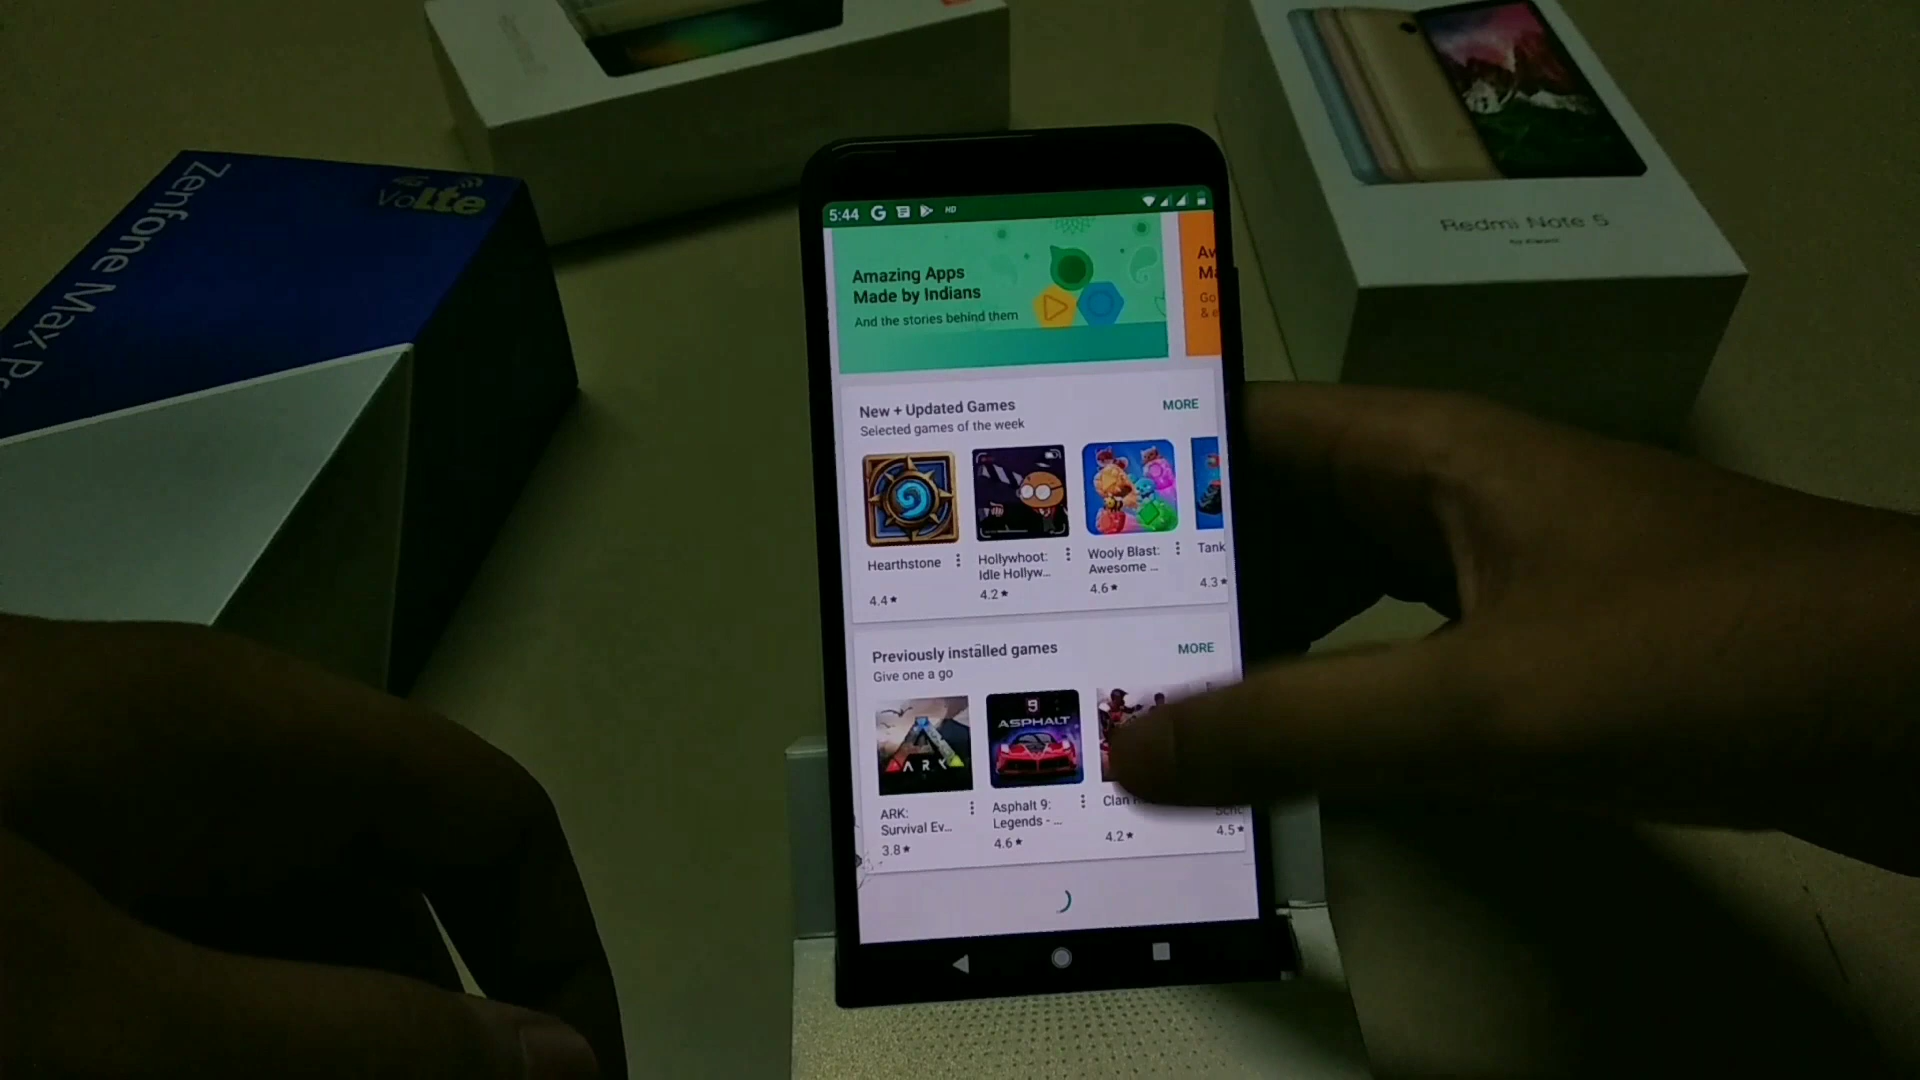 Zenfone Max
4G
VoLTE
Redmi Note 5
5:44
G
HD
Amazing Apps
Made by Indians
And the stories behind them
Go
& e
New + Updated Games
MORE
Selected games of the week
Hearthstone
4.4★
Hollywhoot:
Idle Hollyw...
4.2★
Wooly Blast:
Awesome ...
4.6★
Tank
4.3★
Previously installed games
MORE
Give one a go
ARK
ARK:
Survival Ev...
3.8★
9
ASPHALT
Asphalt 9:
Legends - ...
4.6★
Clan
4.2★
4.5★